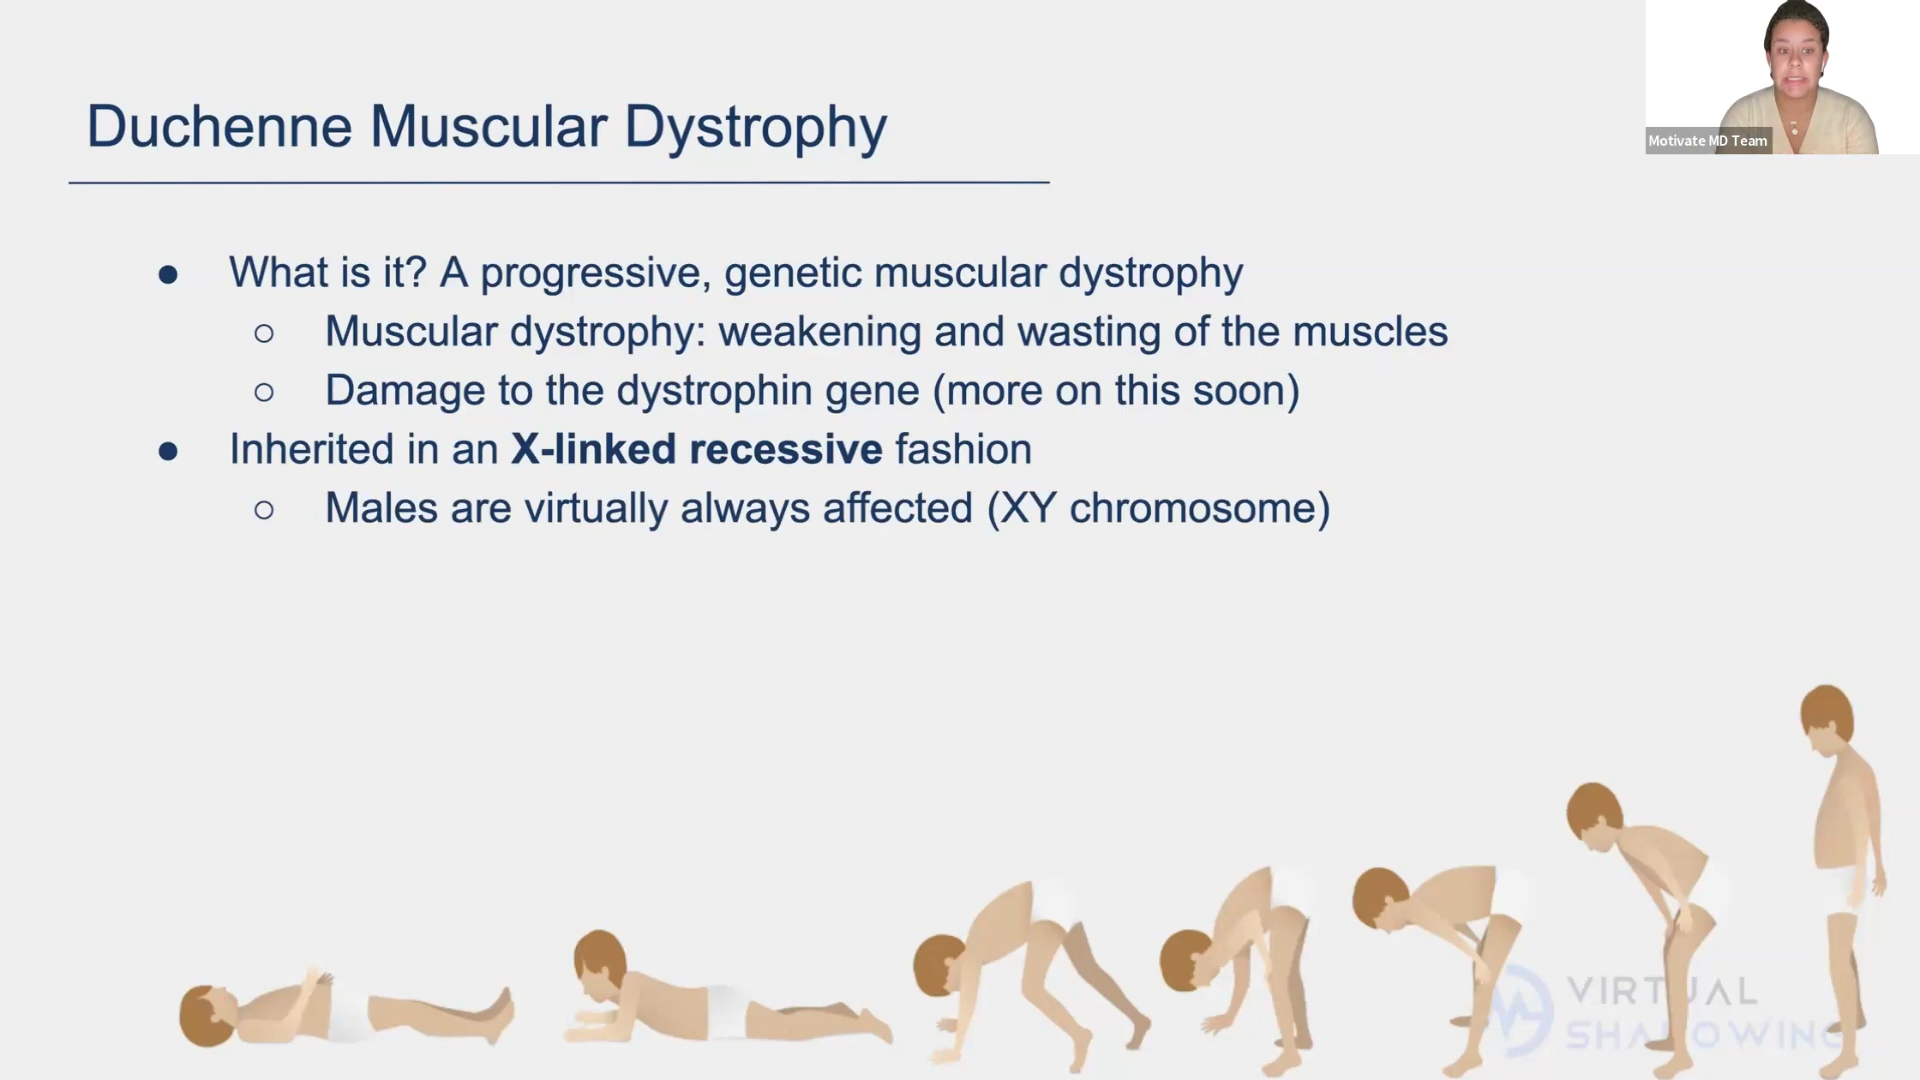 Duchenne Muscular Dystrophy
Motivate MD Team
● What is it? A progressive, genetic muscular dystrophy
○ Muscular dystrophy: weakening and wasting of the muscles
○ Damage to the dystrophin gene (more on this soon)
● Inherited in an X-linked recessive fashion
○ Males are virtually always affected (XY chromosome)
VIRTUAL
SHADOWING